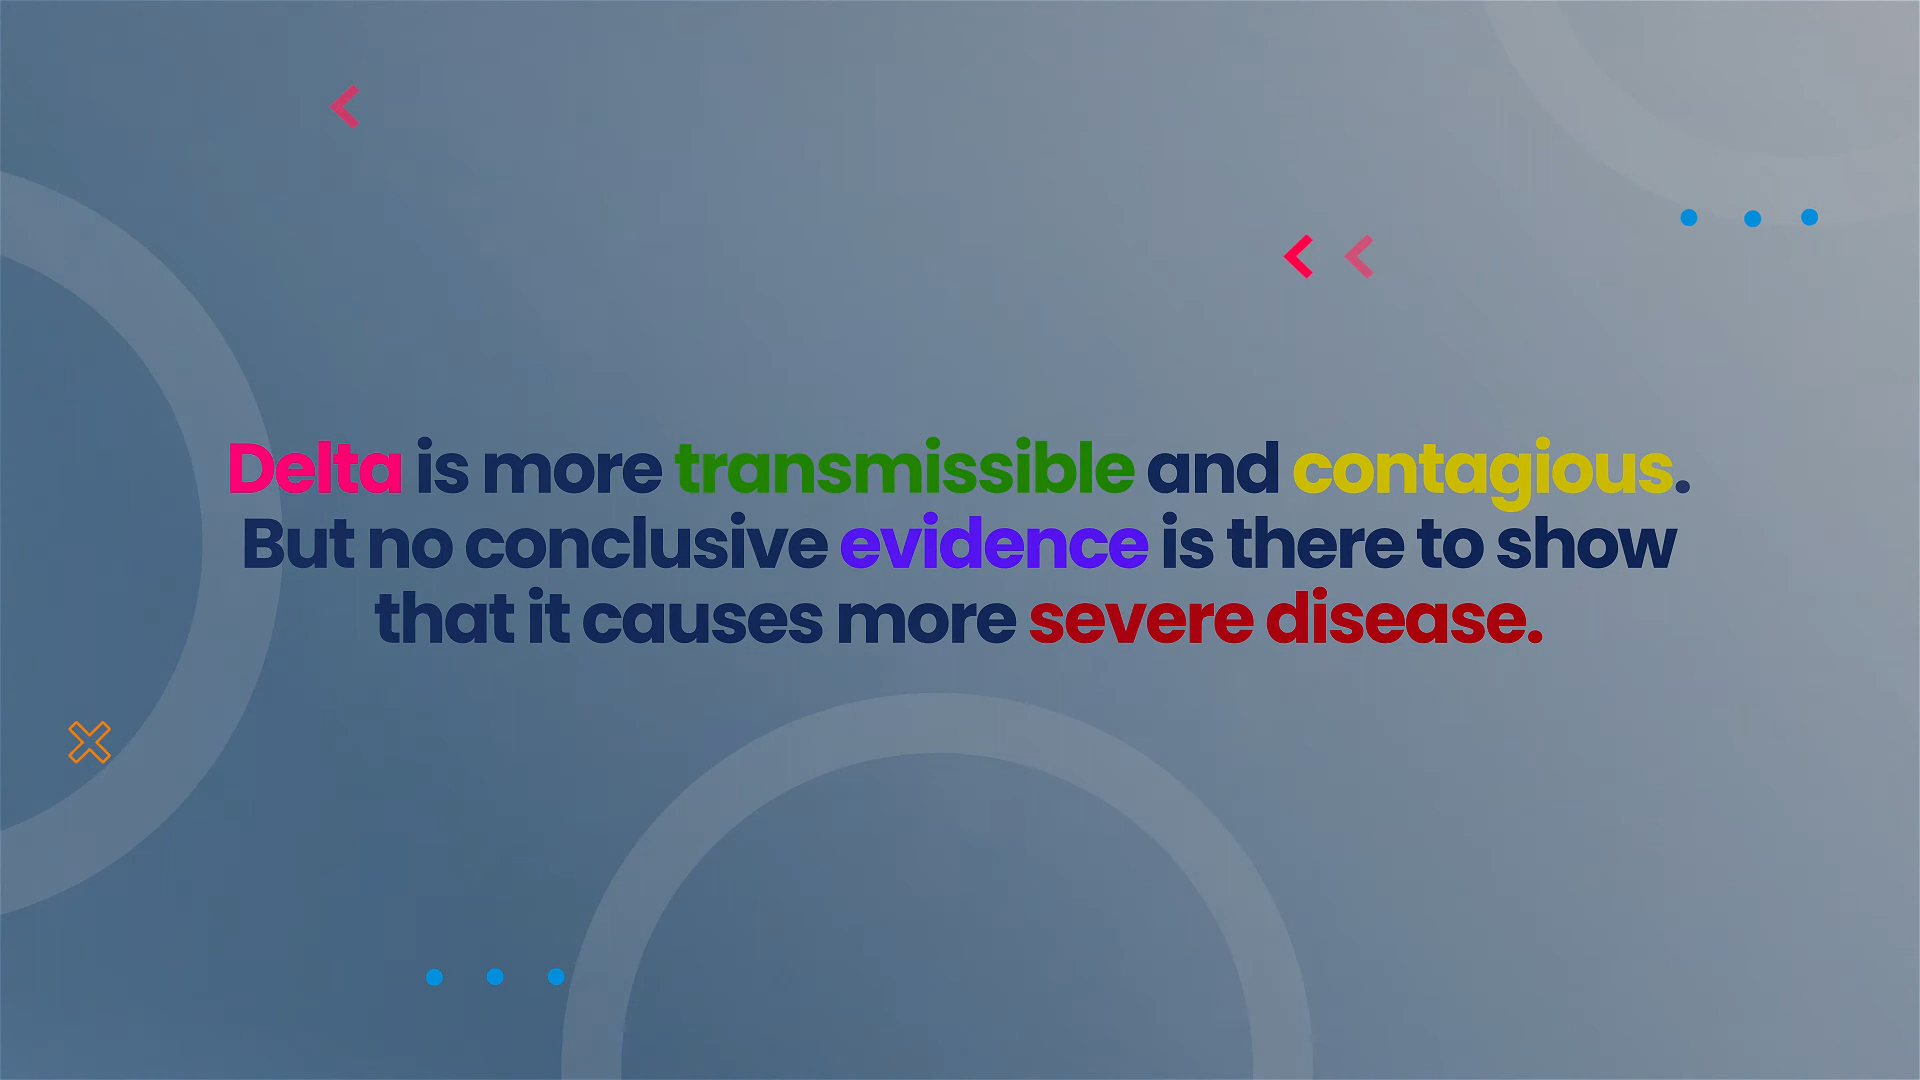 Delta is more transmissible and contagious.
But no conclusive evidence is there to show
that it causes more severe disease.